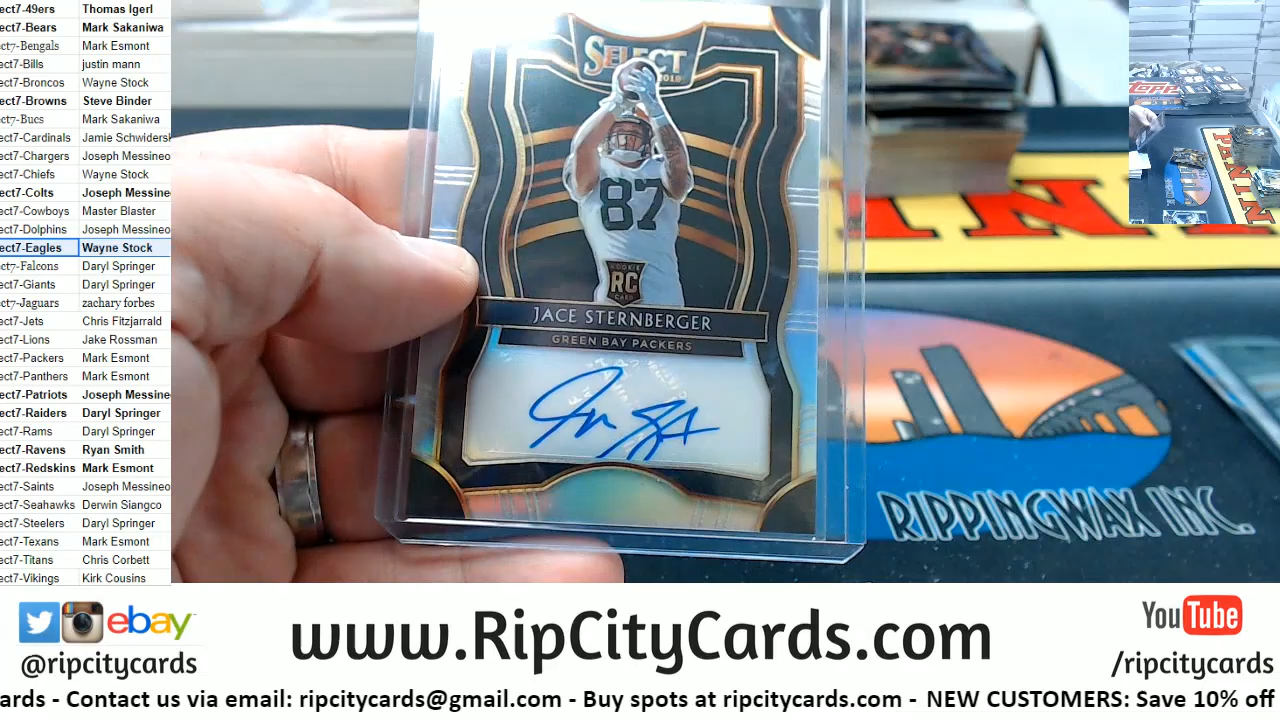 ect7-49ers Thomas Igerl
ect7-Bears Mark Sakaniwa
ect7-Bengals Mark Esmont
ect7-Bills justin mann
ect7-Broncos Wayne Stock
ect7-Browns Steve Binder
ect7-Bucs Mark Sakaniwa
ect7-Cardinals Jamie Schwidersk
ect7-Chargers Joseph Messineo
ect7-Chiefs Wayne Stock
ect7-Colts Joseph Messine
ect7-Cowboys Master Blaster
ect7-Dolphins Joseph Messineo
ect7-Eagles Wayne Stock
ect7-Falcons Daryl Springer
ect7-Giants Daryl Springer
ect7-Jaguars zachary forbes
ect7-Jets Chris Fitzjarrald
ect7-Lions Jake Rossman
ect7-Packers Mark Esmont
ect7-Panthers Mark Esmont
ect7-Patriots Joseph Messine
ect7-Raiders Daryl Springer
ect7-Rams Daryl Springer
ect7-Ravens Ryan Smith
ect7-Redskins Mark Esmont
ect7-Saints Joseph Messineo
ect7-Seahawks Derwin Siangco
ect7-Steelers Daryl Springer
ect7-Texans Mark Esmont
ect7-Titans Chris Corbett
ect7-Vikings Kirk Cousins
SELECT
87
ROOKIE
RC
CARD
JACE STERNBERGER
GREEN BAY PACKERS
NI
RIPPINGWAX INC.
TOPP
PANINI
ebay
@ripcitycards
www.RipCityCards.com
YouTube
/ripcitycards
ards - Contact us via email: ripcitycards@gmail.com - Buy spots at ripcitycards.com - NEW CUSTOMERS: Save 10% off